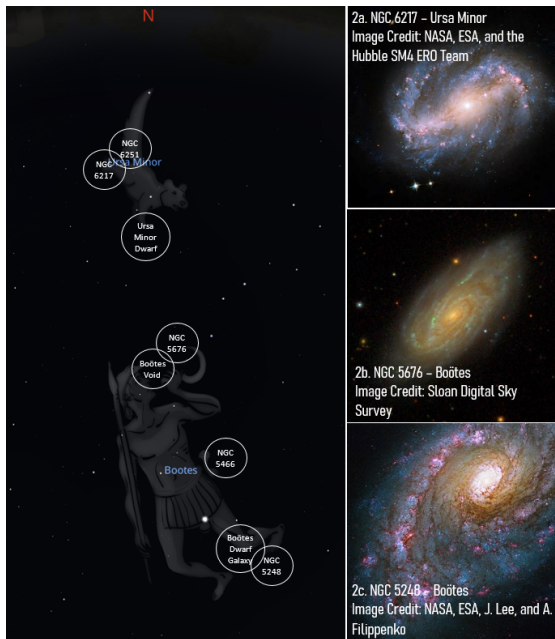 N
NGC
6251
Ursa Minor
NGC
6217
Ursa
Minor
Dwarf
NGC
5676
Boötes
Void
NGC
5466
Bootes
Boötes
Dwarf
Galaxy
NGC
5248
2a. NGC 6217 – Ursa Minor
Image Credit: NASA, ESA, and the
Hubble SM4 ERO Team
2b. NGC 5676 – Boötes
Image Credit: Sloan Digital Sky
Survey
2c. NGC 5248 – Boötes
Image Credit: NASA, ESA, J. Lee, and A.
Filippenko